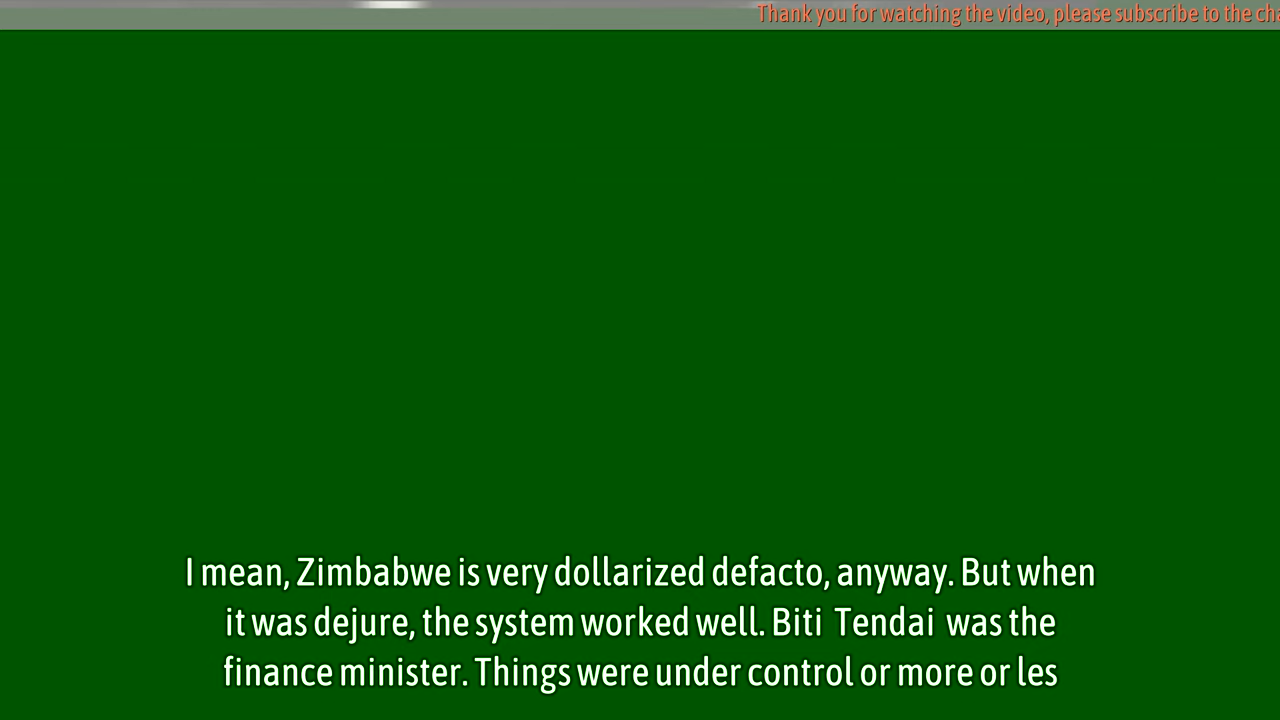 Thank you for watching the video, please subscribe to the cha
I mean, Zimbabwe is very dollarized defacto, anyway. But when
it was dejure, the system worked well. Biti Tendai was the
finance minister. Things were under control or more or les